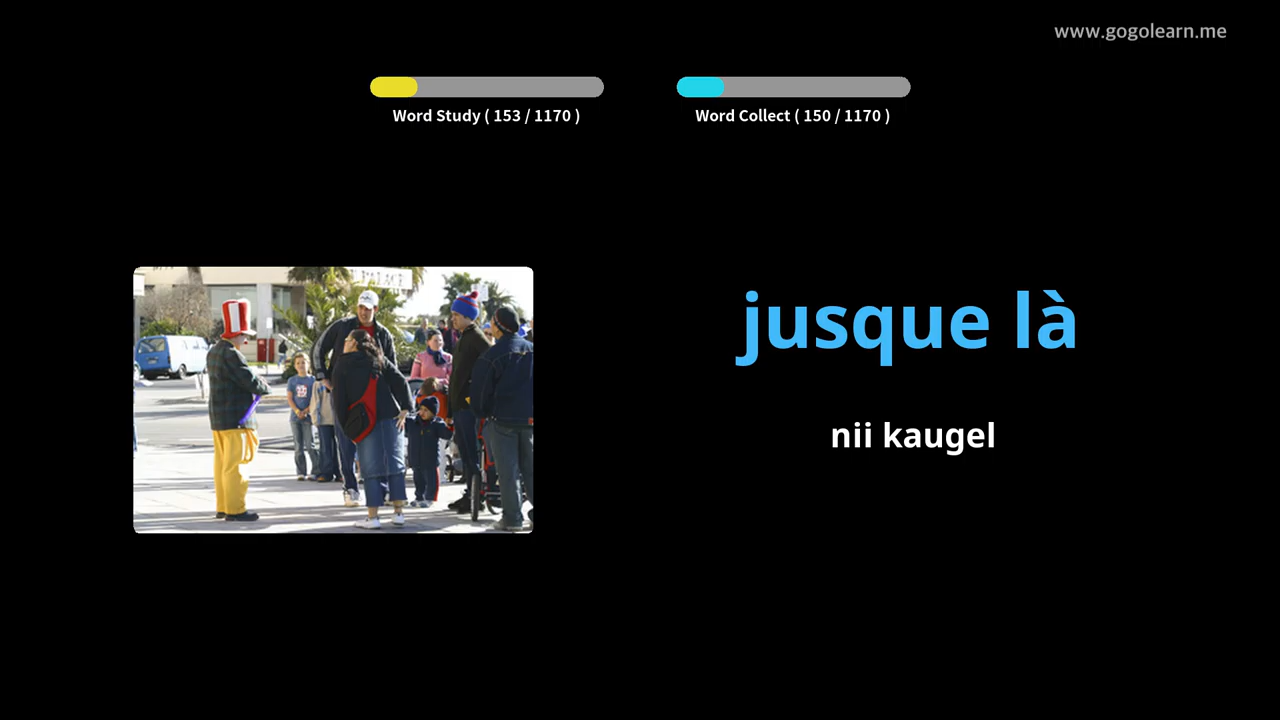 www.gogolearn.me
Word Study ( 153 / 1170 )
Word Collect ( 150 / 1170 )
jusque là
nii kaugel